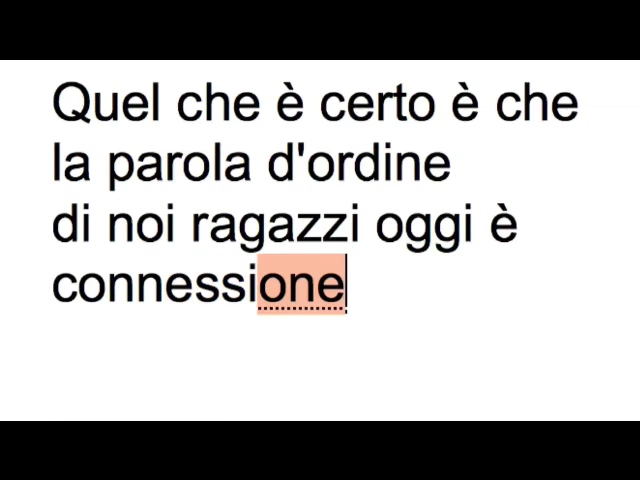 Quel che è certo è che
la parola d'ordine
di noi ragazzi oggi è
connessione